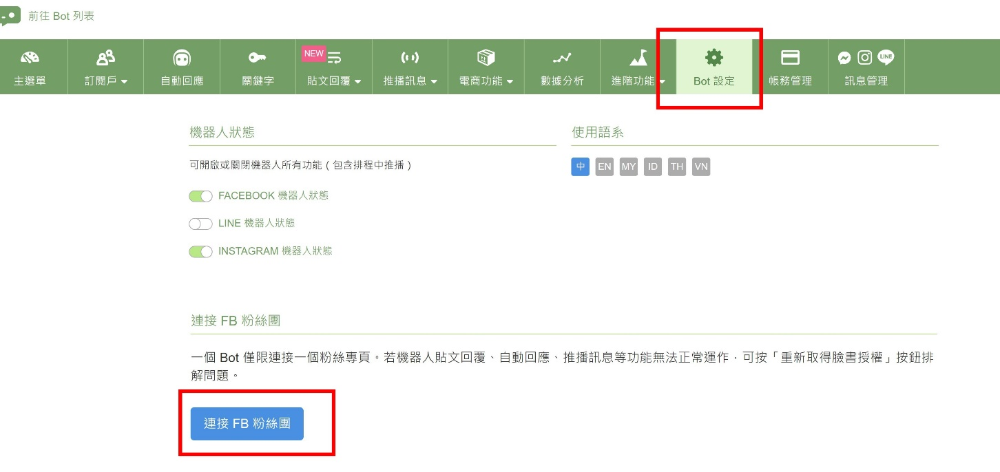 前往 Bot 列表
主選單
訂閱戶
自動回應
關鍵字
NEW
貼文回覆
推播訊息
電商功能
數據分析
進階功能
Bot 設定
帳務管理
LINE
訊息管理
機器人狀態
可開啟或關閉機器人所有功能（包含排程中推播）
FACEBOOK 機器人狀態
LINE 機器人狀態
INSTAGRAM 機器人狀態
使用語系
中 EN MY ID TH VN
連接 FB 粉絲團
一個 Bot 僅限連接一個粉絲專頁。若機器人貼文回覆、自動回應、推播訊息等功能無法正常運作，可按「重新取得臉書授權」按鈕排
解問題。
連接 FB 粉絲團